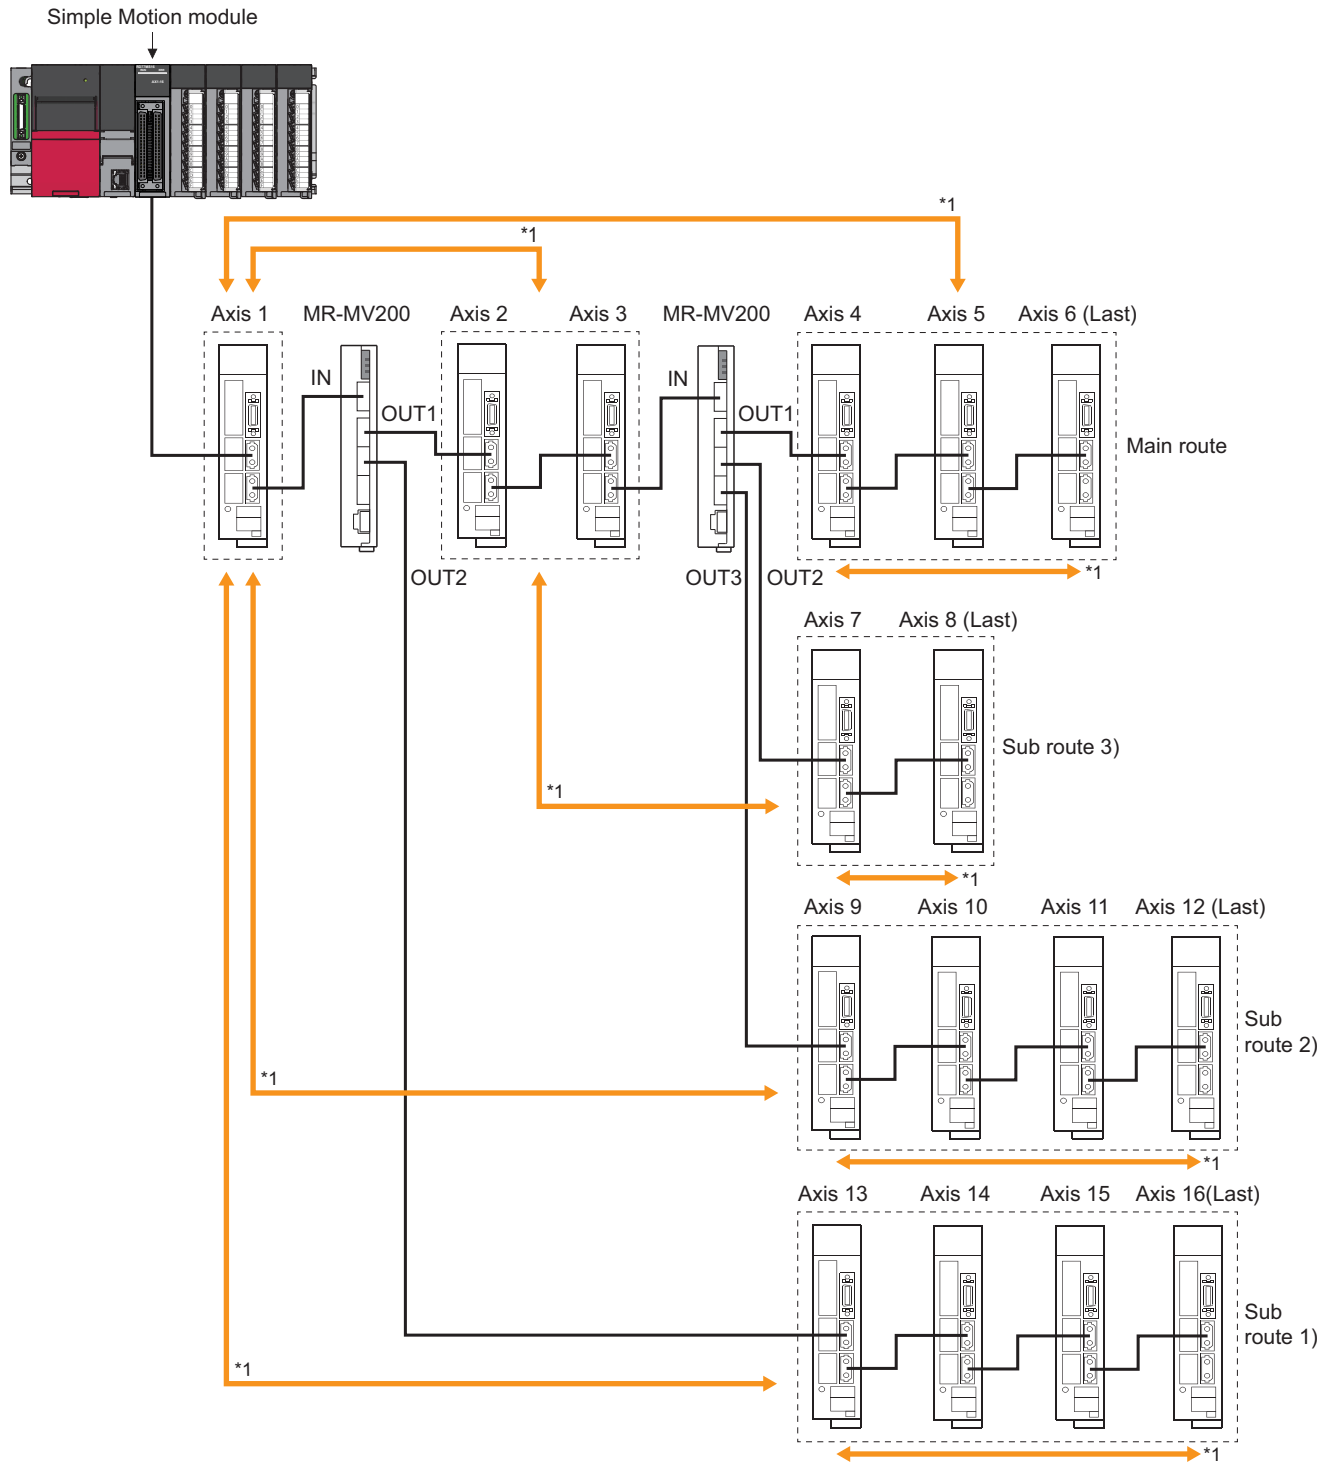 Simple Motion module
*1
*1
Axis 1
MR-MV200
Axis 2
Axis 3
MR-MV200
Axis 4
Axis 5
Axis 6 (Last)
IN
OUT1
IN
OUT1
Main route
OUT2
OUT3
OUT2
*1
Axis 7
Axis 8 (Last)
Sub route 3)
*1
*1
Axis 9
Axis 10
Axis 11
Axis 12 (Last)
Sub
route 2)
*1
*1
Axis 13
Axis 14
Axis 15
Axis 16(Last)
Sub
route 1)
*1
*1